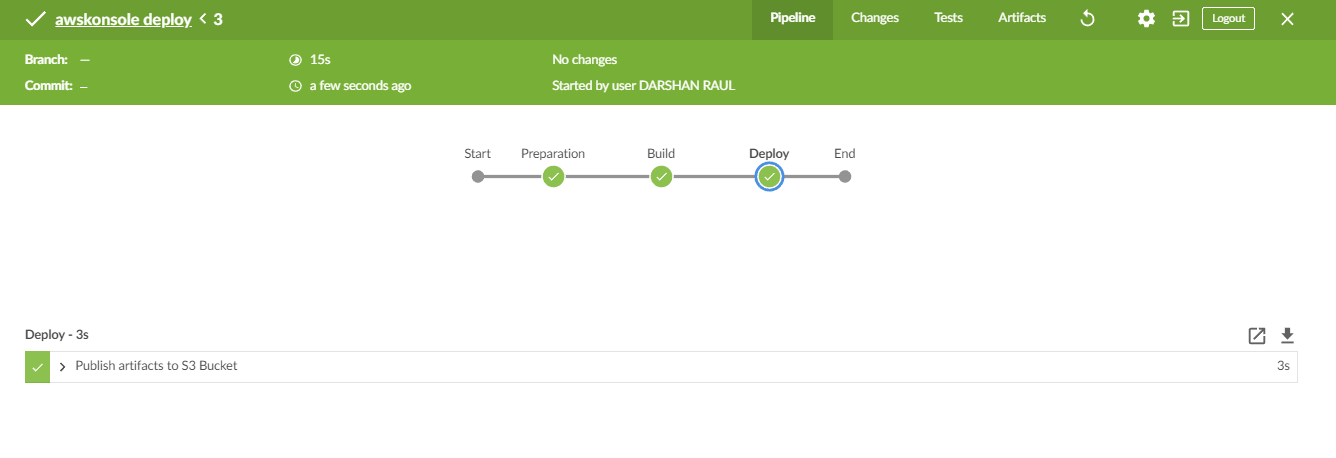 awskonsole deploy < 3
Pipeline Changes Tests Artifacts Logout
Branch: — 15s No changes
Commit: – a few seconds ago Started by user DARSHAN RAUL
Start Preparation Build Deploy End
Deploy - 3s
Publish artifacts to S3 Bucket 3s